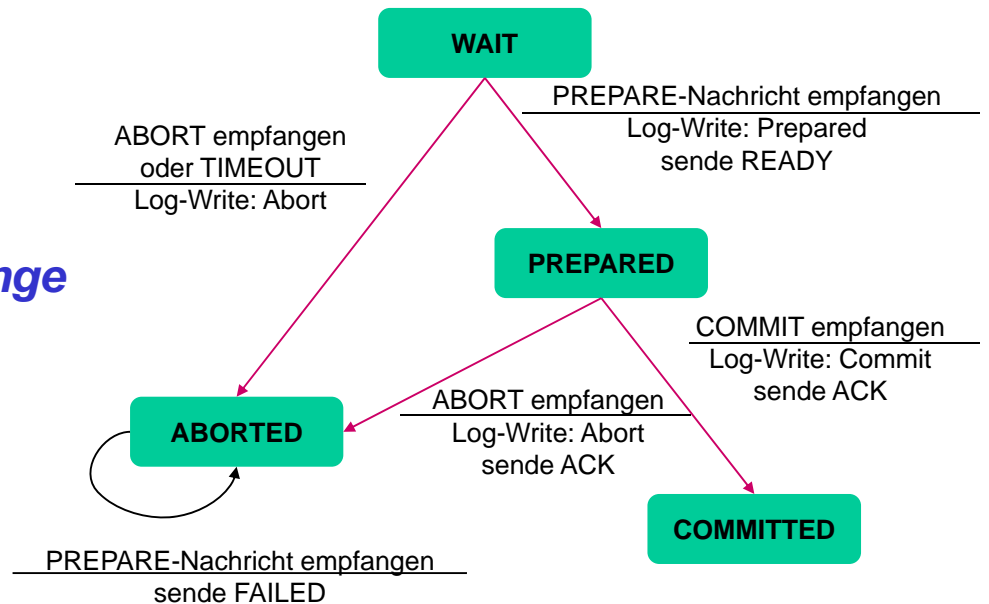 WAIT
PREPARE-Nachricht empfangen
Log-Write: Prepared
sende READY
ABORT empfangen
oder TIMEOUT
Log-Write: Abort
PREPARED
nge
COMMIT empfangen
Log-Write: Commit
sende ACK
ABORT empfangen
Log-Write: Abort
sende ACK
ABORTED
COMMITTED
PREPARE-Nachricht empfangen
sende FAILED